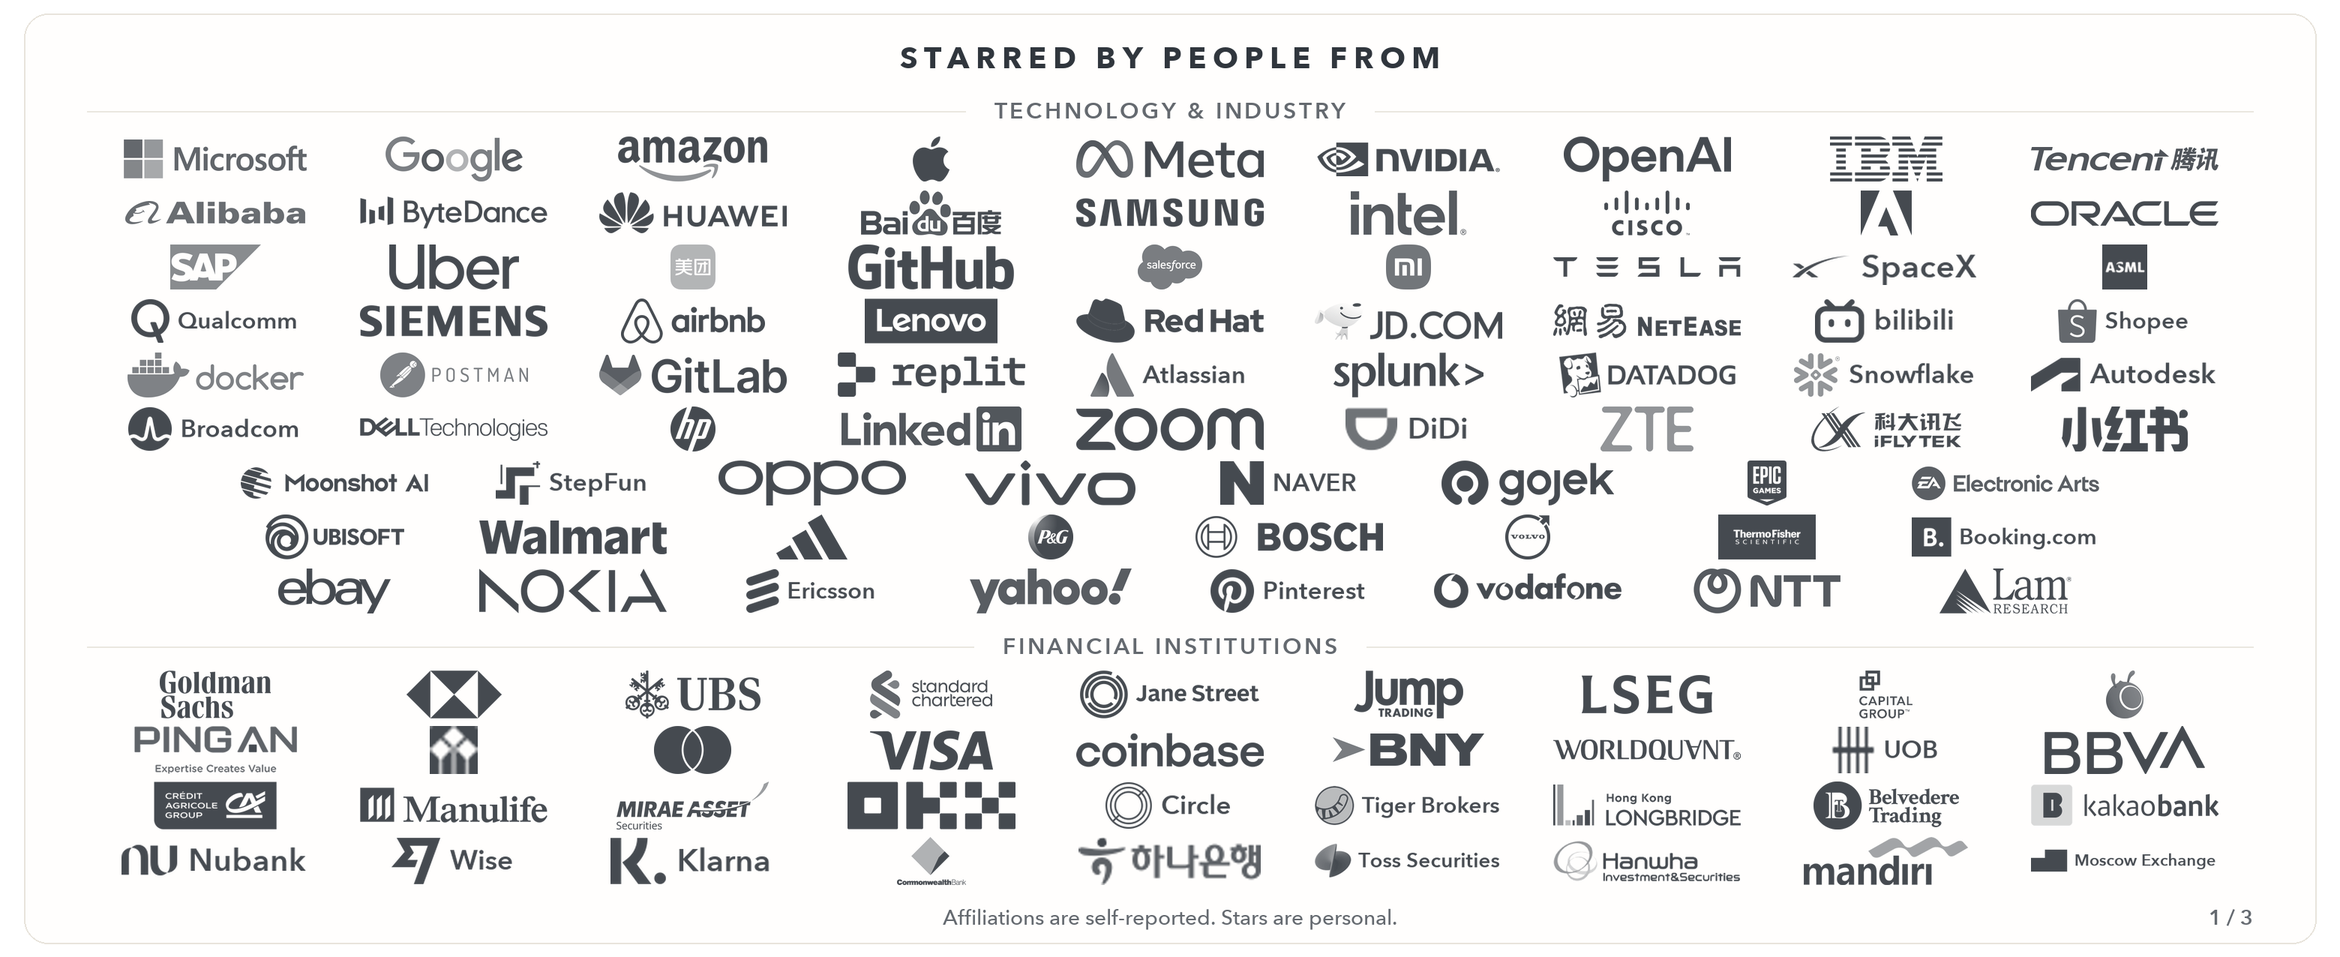 STARRED BY PEOPLE FROM
TECHNOLOGY & INDUSTRY
Microsoft Google amazon Meta NVIDIA. OpenAI IBM Tencent 腾讯
Alibaba ByteDance HUAWEI Bai du 百度 SAMSUNG intel® CISCO ORACLE
SAP Uber 美团 GitHub salesforce mi TESLA SpaceX ASML
Qualcomm SIEMENS airbnb Lenovo Red Hat JD.COM 網易 NETEASE bilibili S Shopee
docker POSTMAN GitLab replit Atlassian splunk> DATADOG Snowflake Autodesk
Broadcom DELL Technologies hp Linked in zoom DiDi ZTE 科大讯飞 iFLYTEK 小红书
Moonshot AI StepFun oppo vivo N NAVER gojek EPIC GAMES EA Electronic Arts
UBISOFT Walmart P&G BOSCH VOLVO ThermoFisher SCIENTIFIC B. Booking.com
ebay NOKIA Ericsson yahoo! Pinterest vodafone NTT Lam® RESEARCH
FINANCIAL INSTITUTIONS
Goldman Sachs UBS standard chartered Jane Street Jump TRADING LSEG CAPITAL GROUP™
PING AN Expertise Creates Value VISA coinbase BNY WORLDQUANT® UOB BBVA
CRÉDIT AGRICOLE GROUP CA Manulife MIRAE ASSET Securities OKX Circle Tiger Brokers Hong Kong LONGBRIDGE B Belvedere Trading B kakaobank
nu Nubank Wise K. Klarna CommonwealthBank 하나은행 Toss Securities Hanwha Investment&Securities mandiri Moscow Exchange
Affiliations are self-reported. Stars are personal.
1 / 3